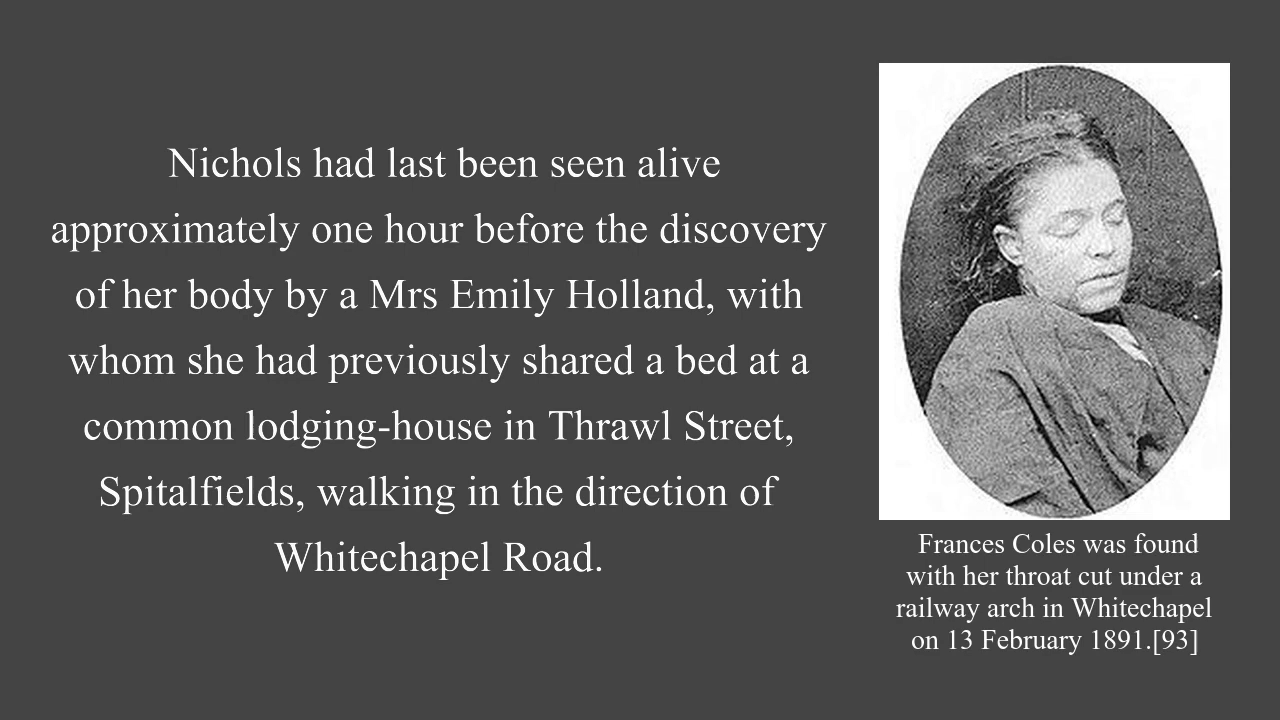 Nichols had last been seen alive
approximately one hour before the discovery
of her body by a Mrs Emily Holland, with
whom she had previously shared a bed at a
common lodging-house in Thrawl Street,
Spitalfields, walking in the direction of
Whitechapel Road.
Frances Coles was found
with her throat cut under a
railway arch in Whitechapel
on 13 February 1891.[93]